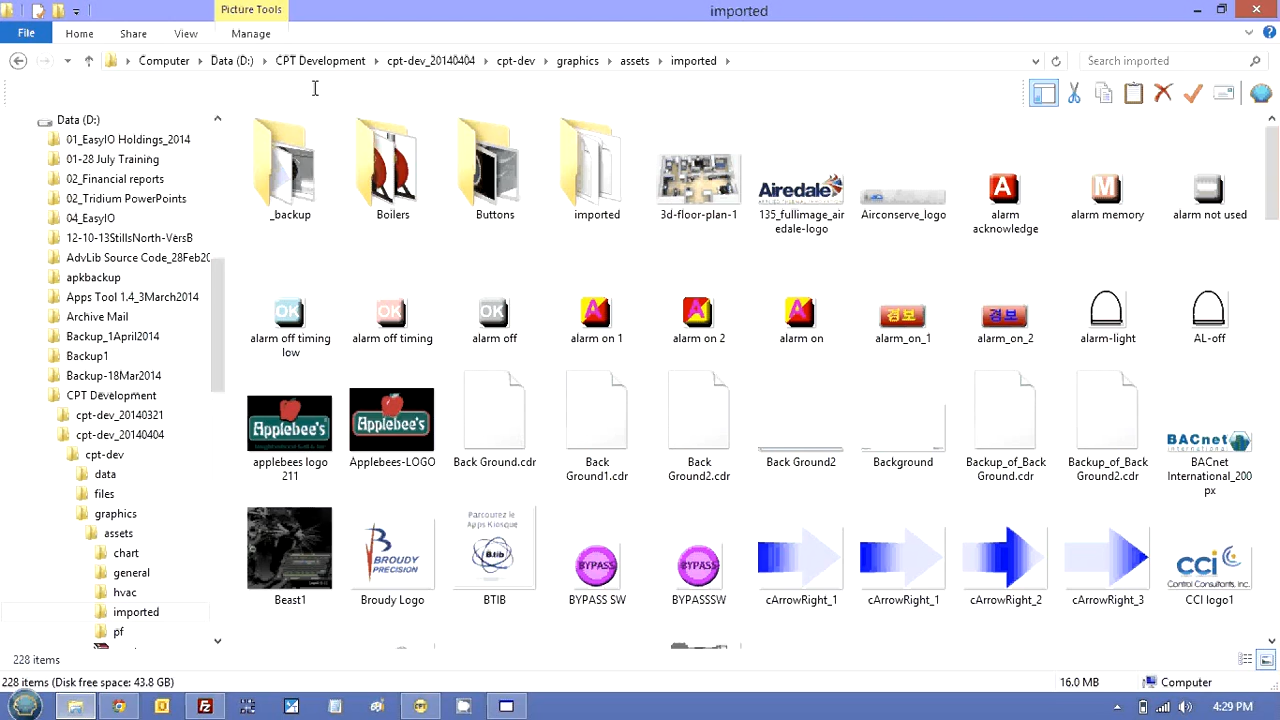 Picture Tools
imported
File
Home
Share
View
Manage
Computer
Data (D:)
CPT Development
cpt-dev_20140404
cpt-dev
graphics
assets
imported
Search imported
Data (D:)
01_EasyIO Holdings_2014
01-28 July Training
02_Financial reports
03_Tridium PowerPoints
04_EasyIO
12-10-13StillsNorth-VersB
AdvLib Source Code_28Feb20
apkbackup
Apps Tool 1.4_3March2014
Archive Mail
Backup_1April2014
Backup1
Backup-18Mar2014
CPT Development
cpt-dev_20140321
cpt-dev_20140404
cpt-dev
data
files
graphics
assets
chart
general
hvac
imported
pf
_backup
Boilers
Buttons
imported
3d-floor-plan-1
Airedale
135_fullimage_air
edale-logo
Airconserve_logo
A
alarm
acknowledge
M
alarm memory
alarm not used
OK
alarm off timing
low
OK
alarm off timing
OK
alarm off
A
alarm on 1
A
alarm on 2
A
alarm on
경보
alarm_on_1
경보
alarm_on_2
alarm-light
AL-off
Applebee's
applebees logo
211
Applebee's
Applebees-LOGO
Back Ground.cdr
Back
Ground1.cdr
Back
Ground2.cdr
Back Ground2
Background
Backup_of_Back
Ground.cdr
Backup_of_Back
Ground2.cdr
BACnet
INTERNATIONAL
BACnet
International_200
px
Beast1
BROUDY
PRECISION
Broudy Logo
Parcourez le
Apps Kiosque
B.tib
BTIB
BYPASS
BYPASS SW
BYPASS
BYPASSSW
cArrowRight_1
cArrowRight_1
cArrowRight_2
cArrowRight_3
CCI
Control Consultants, Inc.
CCI logo1
228 items
228 items (Disk free space: 43.8 GB)
16.0 MB
Computer
CPT
4:29 PM